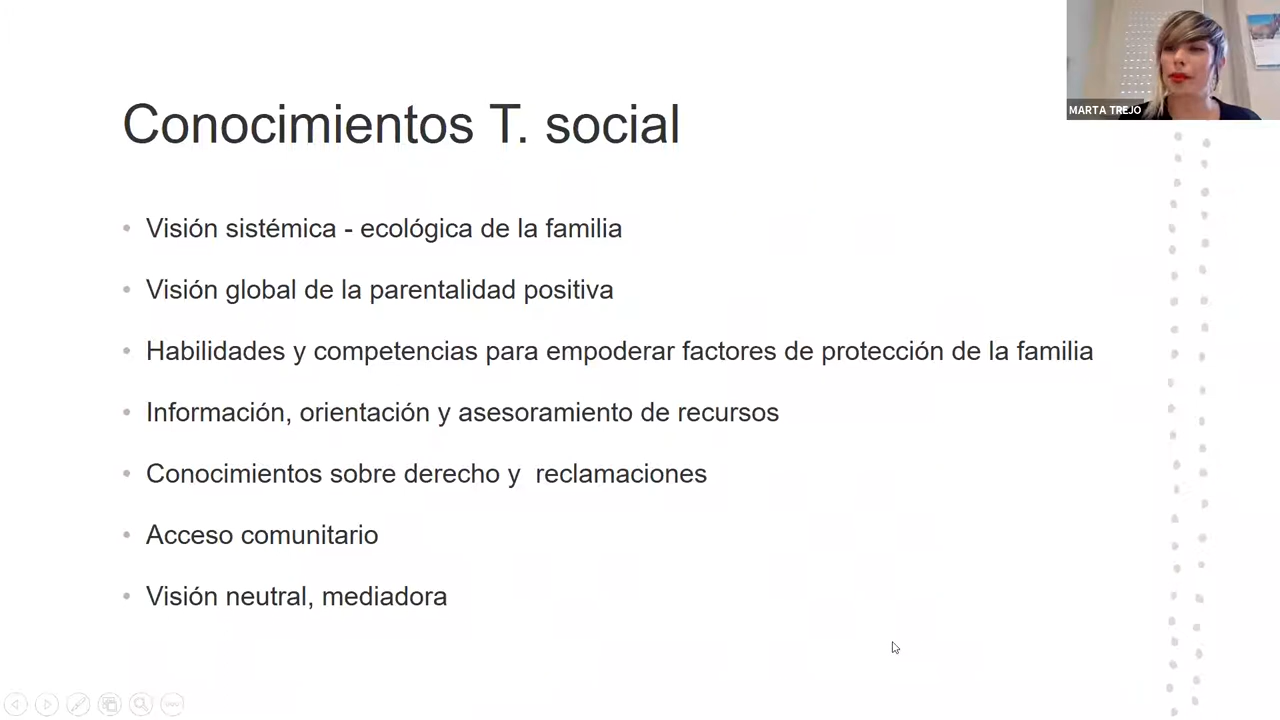 MARTA TREJO
Conocimientos T. social
Visión sistémica - ecológica de la familia
Visión global de la parentalidad positiva
Habilidades y competencias para empoderar factores de protección de la familia
Información, orientación y asesoramiento de recursos
Conocimientos sobre derecho y  reclamaciones
Acceso comunitario
Visión neutral, mediadora